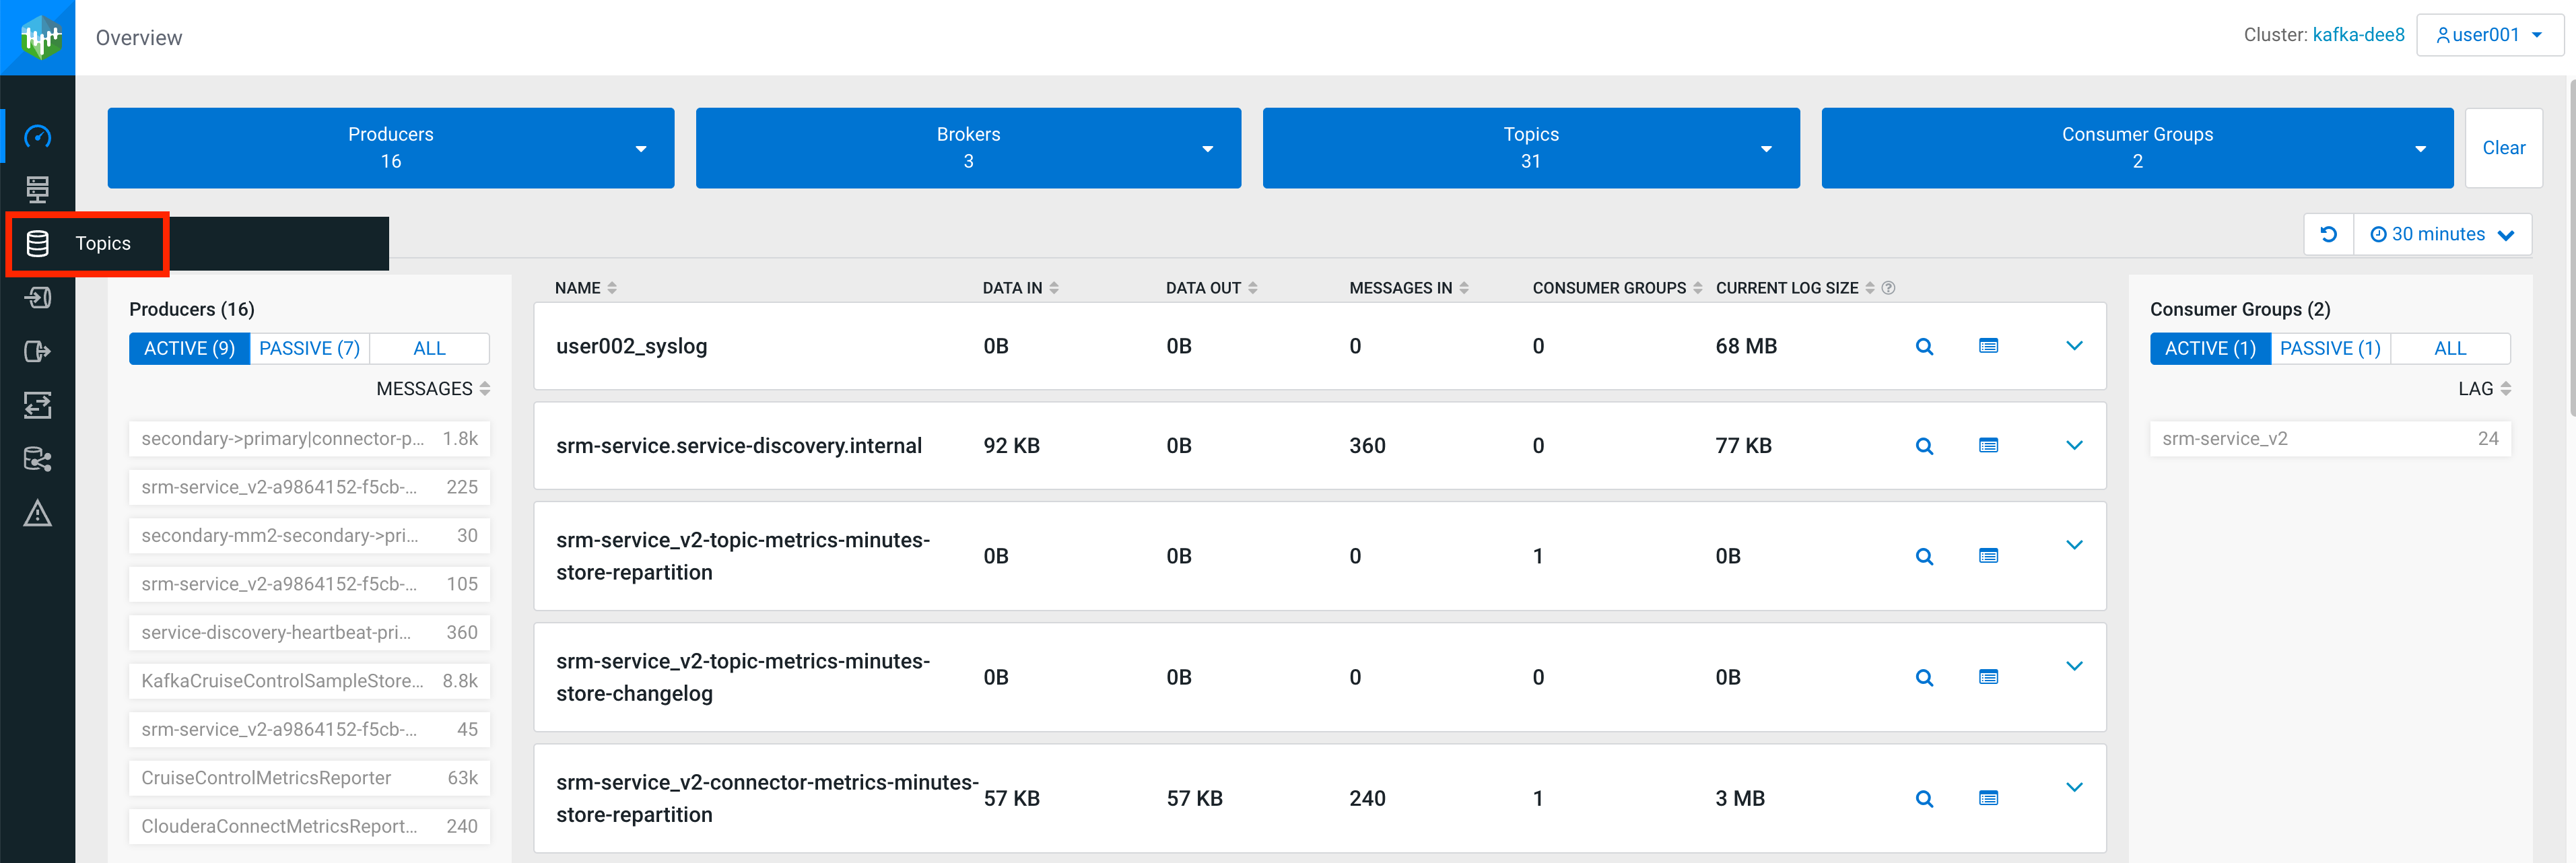 Overview
Cluster: kafka-dee8
user001
Producers
16
Brokers
3
Topics
31
Consumer Groups
2
Clear
Topics
30 minutes
Producers (16)
ACTIVE (9) PASSIVE (7) ALL
MESSAGES
secondary->primary|connector-p... 1.8k
srm-service_v2-a9864152-f5cb-... 225
secondary-mm2-secondary->pri... 30
srm-service_v2-a9864152-f5cb-... 105
service-discovery-heartbeat-pri... 360
KafkaCruiseControlSampleStore... 8.8k
srm-service_v2-a9864152-f5cb-... 45
CruiseControlMetricsReporter 63k
ClouderaConnectMetricsReport... 240
NAME DATA IN DATA OUT MESSAGES IN CONSUMER GROUPS CURRENT LOG SIZE ?
user002_syslog 0B 0B 0 0 68 MB
srm-service.service-discovery.internal 92 KB 0B 360 0 77 KB
srm-service_v2-topic-metrics-minutes-
store-repartition 0B 0B 0 1 0B
srm-service_v2-topic-metrics-minutes-
store-changelog 0B 0B 0 0 0B
srm-service_v2-connector-metrics-minutes-
store-repartition 57 KB 57 KB 240 1 3 MB
Consumer Groups (2)
ACTIVE (1) PASSIVE (1) ALL
LAG
srm-service_v2 24